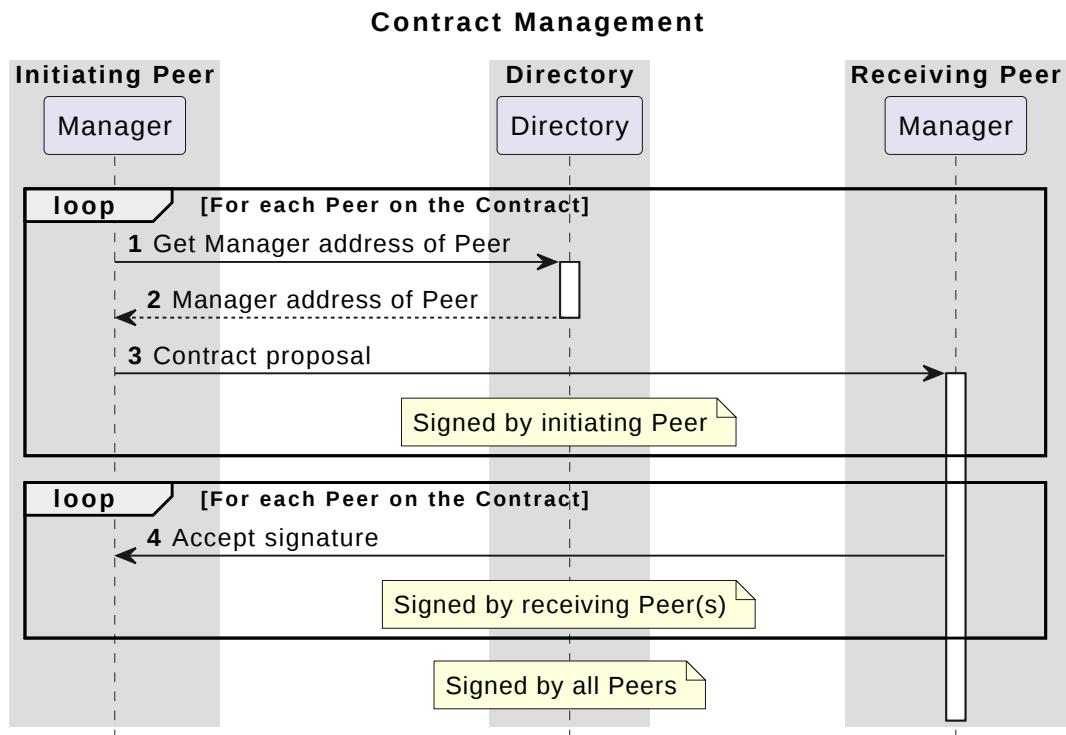 Contract Management
Initiating Peer
Directory
Receiving Peer
Manager
Directory
Manager
loop
[For each Peer on the Contract]
1 Get Manager address of Peer
2 Manager address of Peer
3 Contract proposal
Signed by initiating Peer
loop
[For each Peer on the Contract]
4 Accept signature
Signed by receiving Peer(s)
Signed by all Peers